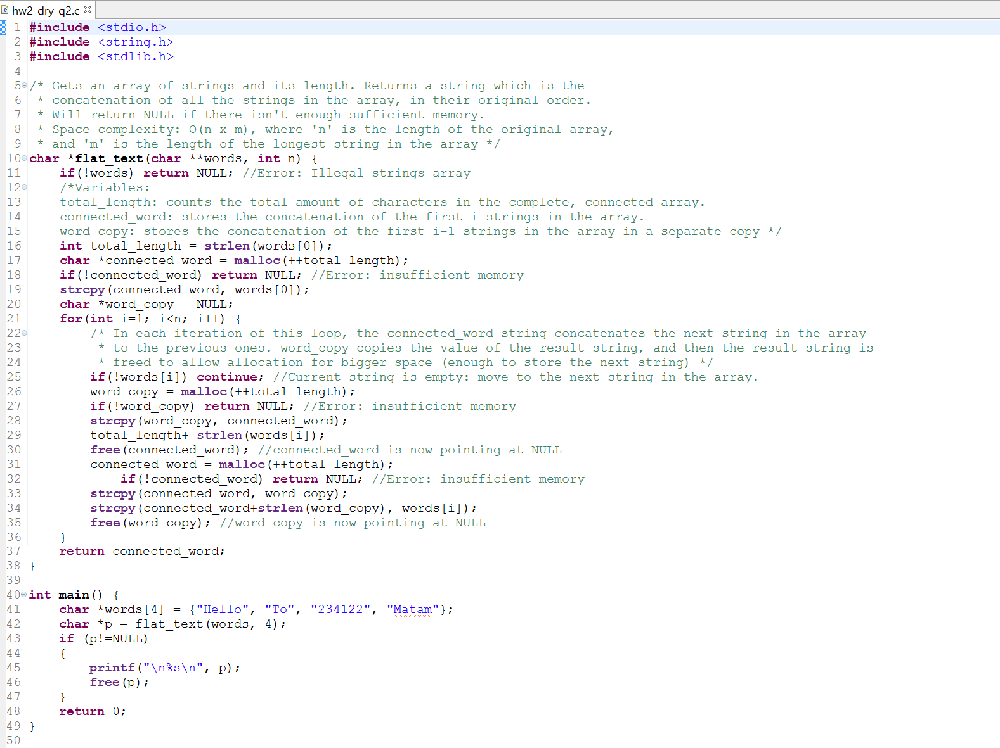 hw2_dry_q2.c
1 #include <stdio.h>
2 #include <string.h>
3 #include <stdlib.h>
4
5 /* Gets an array of strings and its length. Returns a string which is the
6  * concatenation of all the strings in the array, in their original order.
7  * Will return NULL if there isn't enough sufficient memory.
8  * Space complexity: O(n x m), where 'n' is the length of the original array,
9  * and 'm' is the length of the longest string in the array */
10 char *flat_text(char **words, int n) {
11     if(!words) return NULL; //Error: Illegal strings array
12     /*Variables:
13     total_length: counts the total amount of characters in the complete, connected array.
14     connected_word: stores the concatenation of the first i strings in the array.
15     word_copy: stores the concatenation of the first i-1 strings in the array in a separate copy */
16     int total_length = strlen(words[0]);
17     char *connected_word = malloc(++total_length);
18     if(!connected_word) return NULL; //Error: insufficient memory
19     strcpy(connected_word, words[0]);
20     char *word_copy = NULL;
21     for(int i=1; i<n; i++) {
22         /* In each iteration of this loop, the connected_word string concatenates the next string in the array
23          * to the previous ones. word_copy copies the value of the result string, and then the result string is
24          * freed to allow allocation for bigger space (enough to store the next string) */
25         if(!words[i]) continue; //Current string is empty: move to the next string in the array.
26         word_copy = malloc(++total_length);
27         if(!word_copy) return NULL; //Error: insufficient memory
28         strcpy(word_copy, connected_word);
29         total_length+=strlen(words[i]);
30         free(connected_word); //connected_word is now pointing at NULL
31         connected_word = malloc(++total_length);
32             if(!connected_word) return NULL; //Error: insufficient memory
33         strcpy(connected_word, word_copy);
34         strcpy(connected_word+strlen(word_copy), words[i]);
35         free(word_copy); //word_copy is now pointing at NULL
36     }
37     return connected_word;
38 }
39
40 int main() {
41     char *words[4] = {"Hello", "To", "234122", "Matam"};
42     char *p = flat_text(words, 4);
43     if (p!=NULL)
44     {
45         printf("\n%s\n", p);
46         free(p);
47     }
48     return 0;
49 }
50